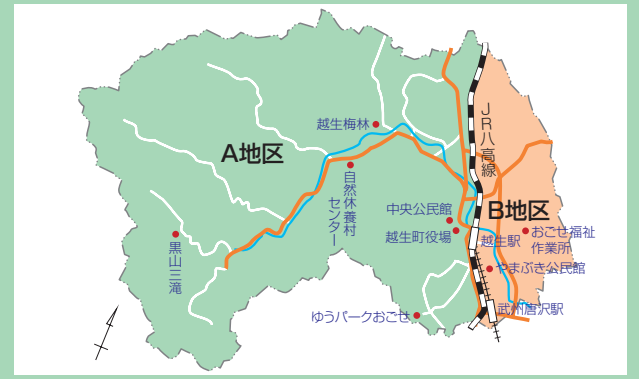 越生梅林
A地区
自然休養村
センター
黒山三滝
JR八高線
中央公民館
越生町役場
B地区
越生駅
おごせ福祉
作業所
やまぶき公民館
武州唐沢駅
ゆうパークおごせ